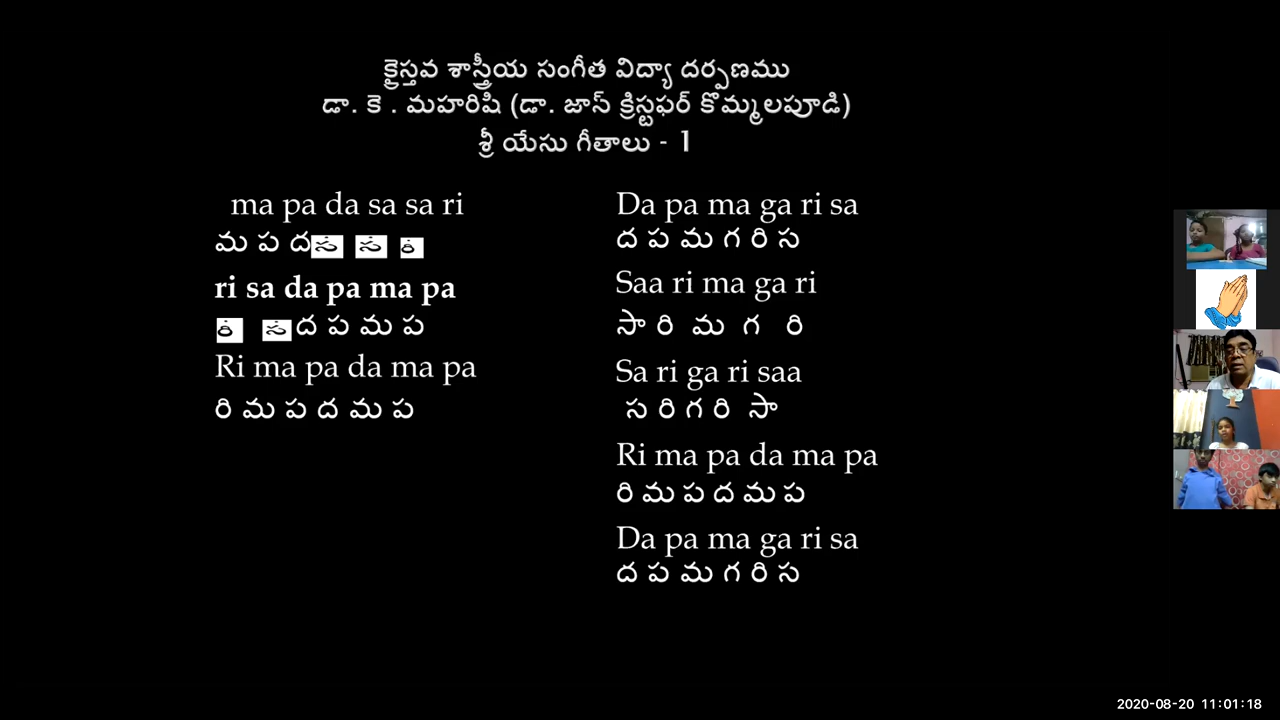 క్రైస్తవ శాస్త్రీయ సంగీత విద్యా దర్పణము
డా. కె . మహరిషి (డా. జాస్ క్రిస్టఫర్ కొమ్మలపూడి)
శ్రీ యేసు గీతాలు - 1
ma pa da sa sa ri
మ ప ద స స రి
ri sa da pa ma pa
రి స ద ప మ ప
Ri ma pa da ma pa
రి మ ప ద మ ప
Da pa ma ga ri sa
ద ప మ గ రి స
Saa ri ma ga ri
సా రి మ గ రి
Sa ri ga ri saa
స రి గ రి సా
Ri ma pa da ma pa
రి మ ప ద మ ప
Da pa ma ga ri sa
ద ప మ గ రి స
2020-08-20 11:01:18